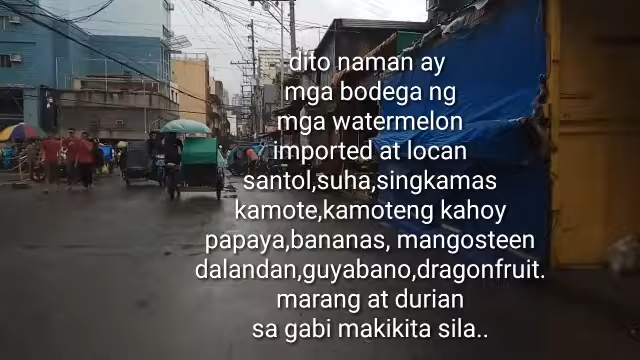 dito naman ay
mga bodega ng
mga watermelon
imported at locan
santol,suha,singkamas
kamote,kamoteng kahoy
papaya,bananas, mangosteen
dalandan,guyabano,dragonfruit.
marang at durian
sa gabi makikita sila..